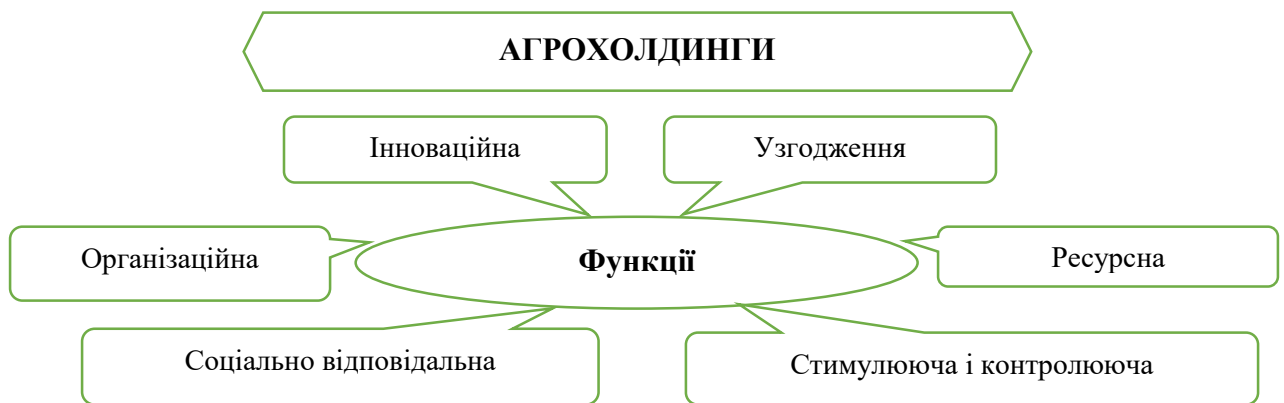 АГРОХОЛДИНГИ
Інноваційна
Узгодження
Організаційна
Функції
Ресурсна
Соціально відповідальна
Стимулююча і контролююча